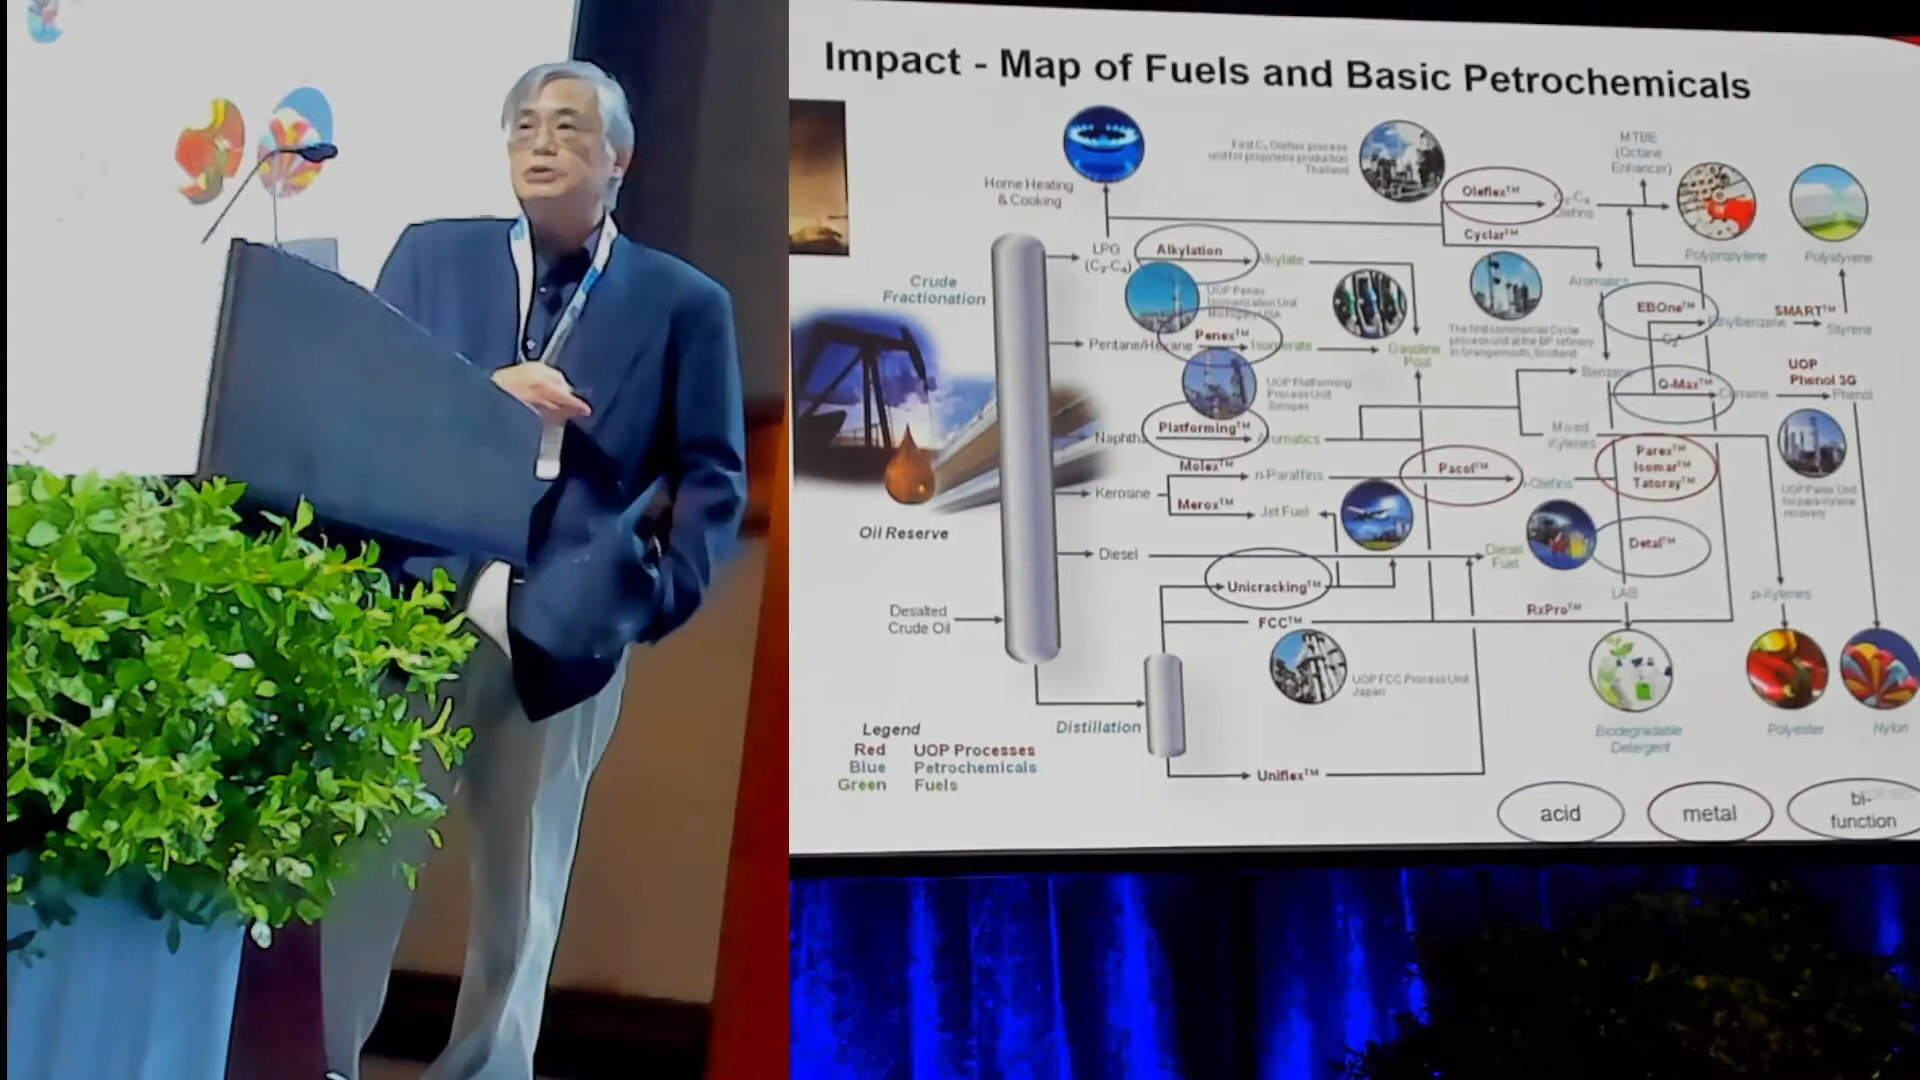 Impact - Map of Fuels and Basic Petrochemicals
Home Heating
& Cooking
First C3 Oleflex process
unit for propylene production
Thailand
Oleflex™
C3-C4
Olefins
MTBE
(Octane
Enhancer)
Polypropylene
Polystyrene
Cyclar™
LPG
(C3-C4)
Alkylation
Alkylate
Crude
Fractionation
Aromatics
EBOne™
Ethylbenzene
SMART™
Styrene
The first commercial Cyclar
process unit at the BP refinery
in Grangemouth, Scotland
UOP Penex
Isomerization Unit
Michigan, USA
Pentane/Hexane
Penex™
Isomerate
Gasoline
Pool
Benzene
Q-Max™
Cumene
UOP
Phenol 3G
Phenol
UOP Platforming
Process Unit
Sinopec
Naphtha
Platforming™
Aromatics
Mixed
Xylenes
Parex™
Isomar™
Tatoray™
Molex™
n-Paraffins
Pacol™
Olefins
Kerosine
Merox™
Jet Fuel
UOP Parex Unit
for para-xylene
recovery
Oil Reserve
Diesel
Diesel
Fuel
Detal™
Unicracking™
LAB
p-Xylenes
Desalted
Crude Oil
FCC™
RxPro™
UOP FCC Process Unit
Japan
Distillation
Biodegradable
Detergent
Polyester
Nylon
Uniflex™
Legend
Red UOP Processes
Blue Petrochemicals
Green Fuels
acid
metal
bi-
function